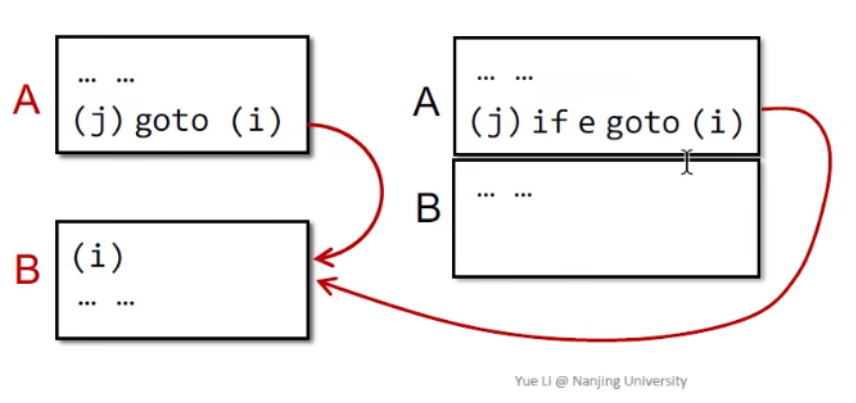 A
… …
(j) goto (i)
B
(i)
… …
A
… …
(j) if e goto (i)
B
… …
Yue Li @ Nanjing University